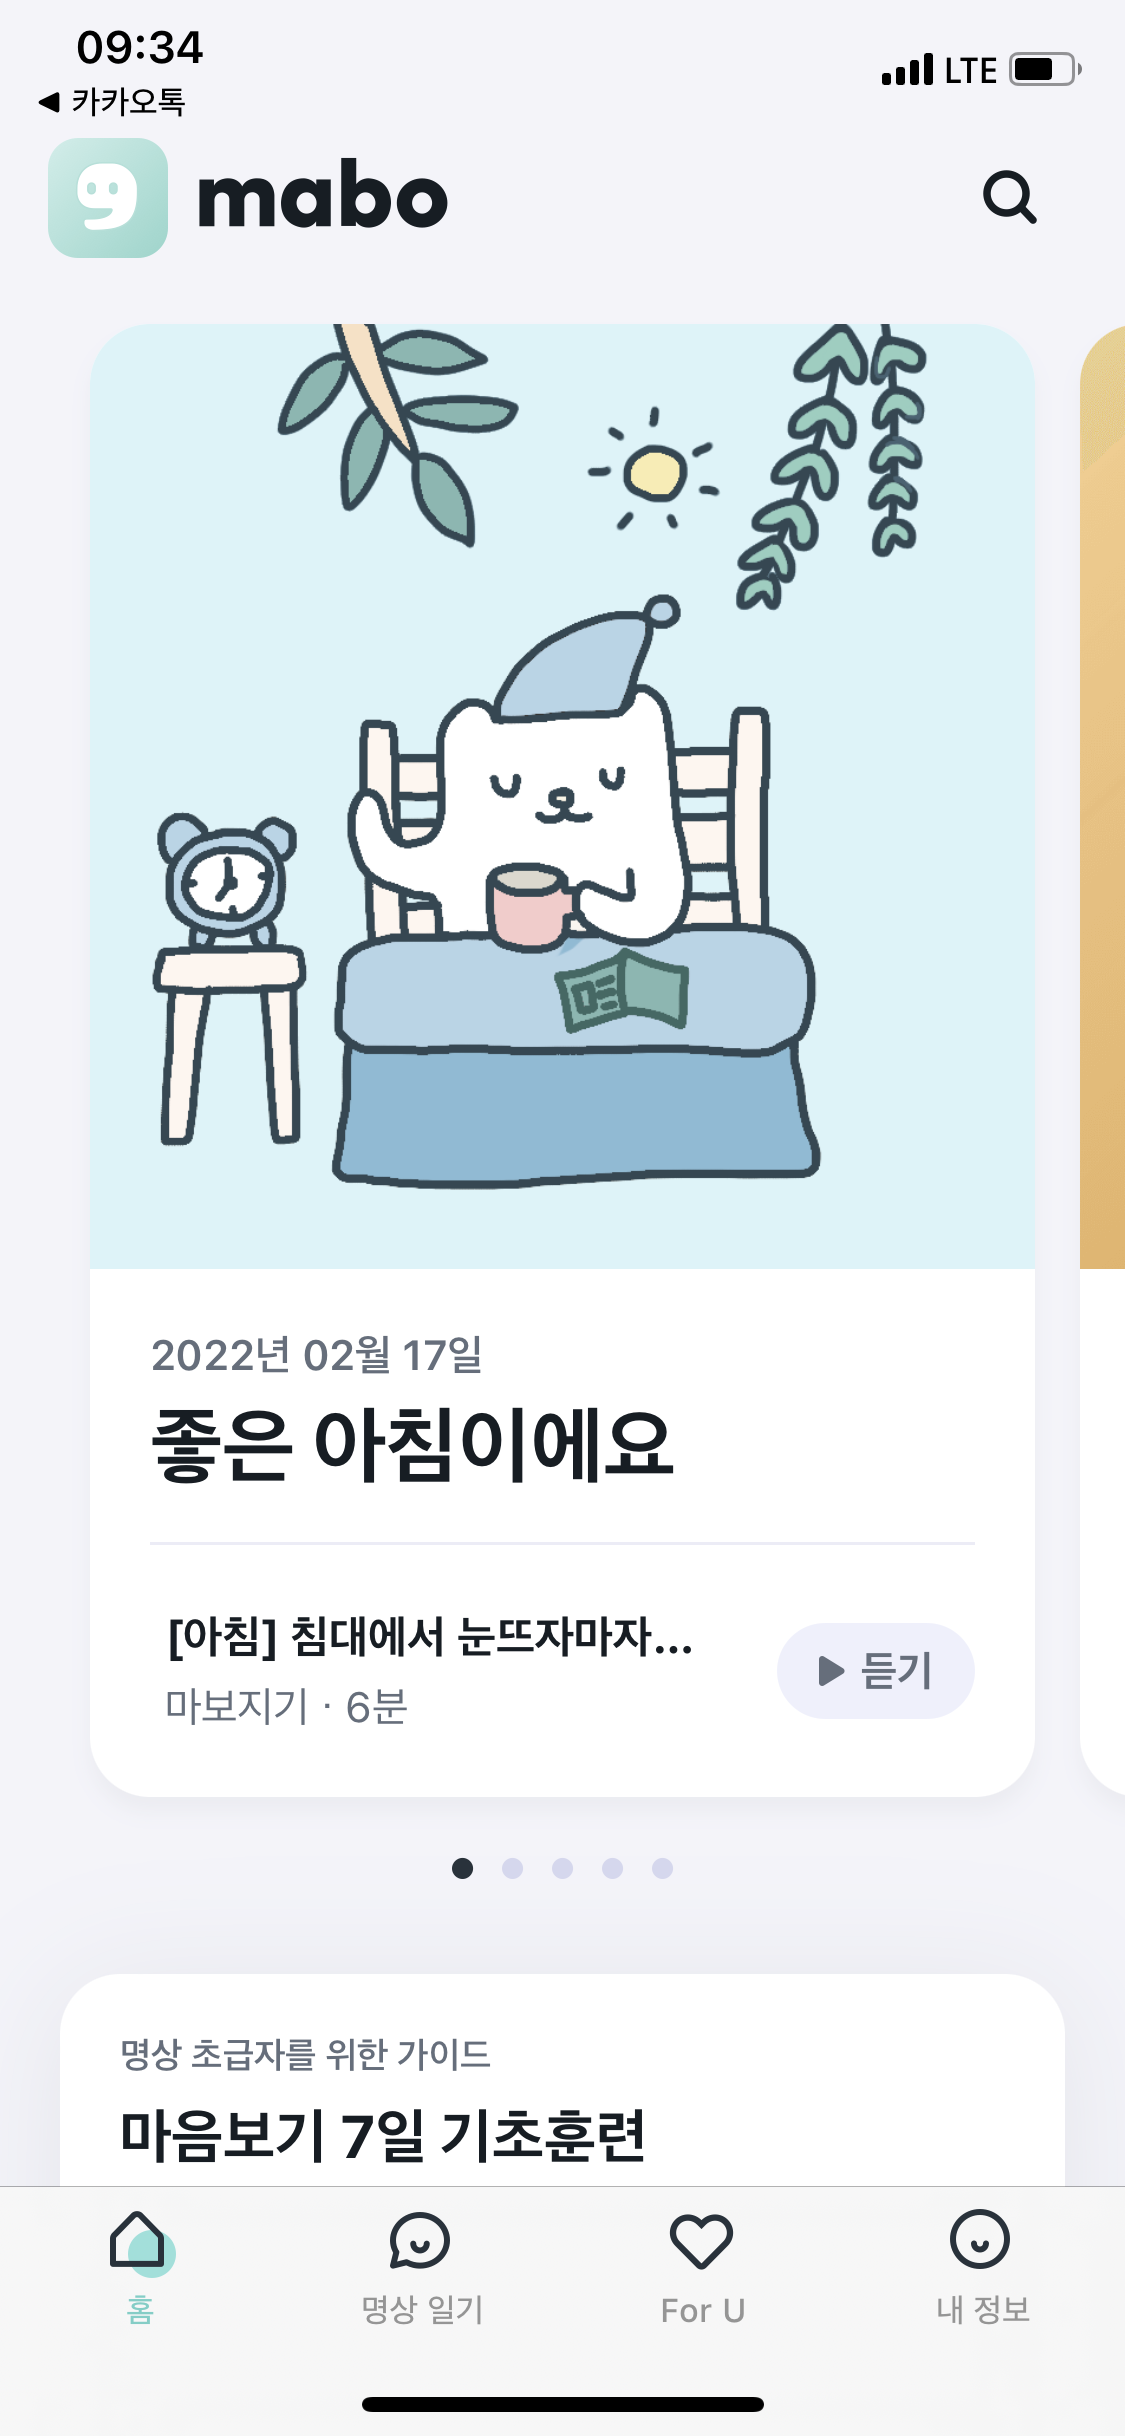 09:34
LTE
◀ 카카오톡
mabo
2022년 02월 17일
좋은 아침이에요
[아침] 침대에서 눈뜨자마자...
마보지기 · 6분
▶ 듣기
명상 초급자를 위한 가이드
마음보기 7일 기초훈련
홈
명상 일기
For U
내 정보